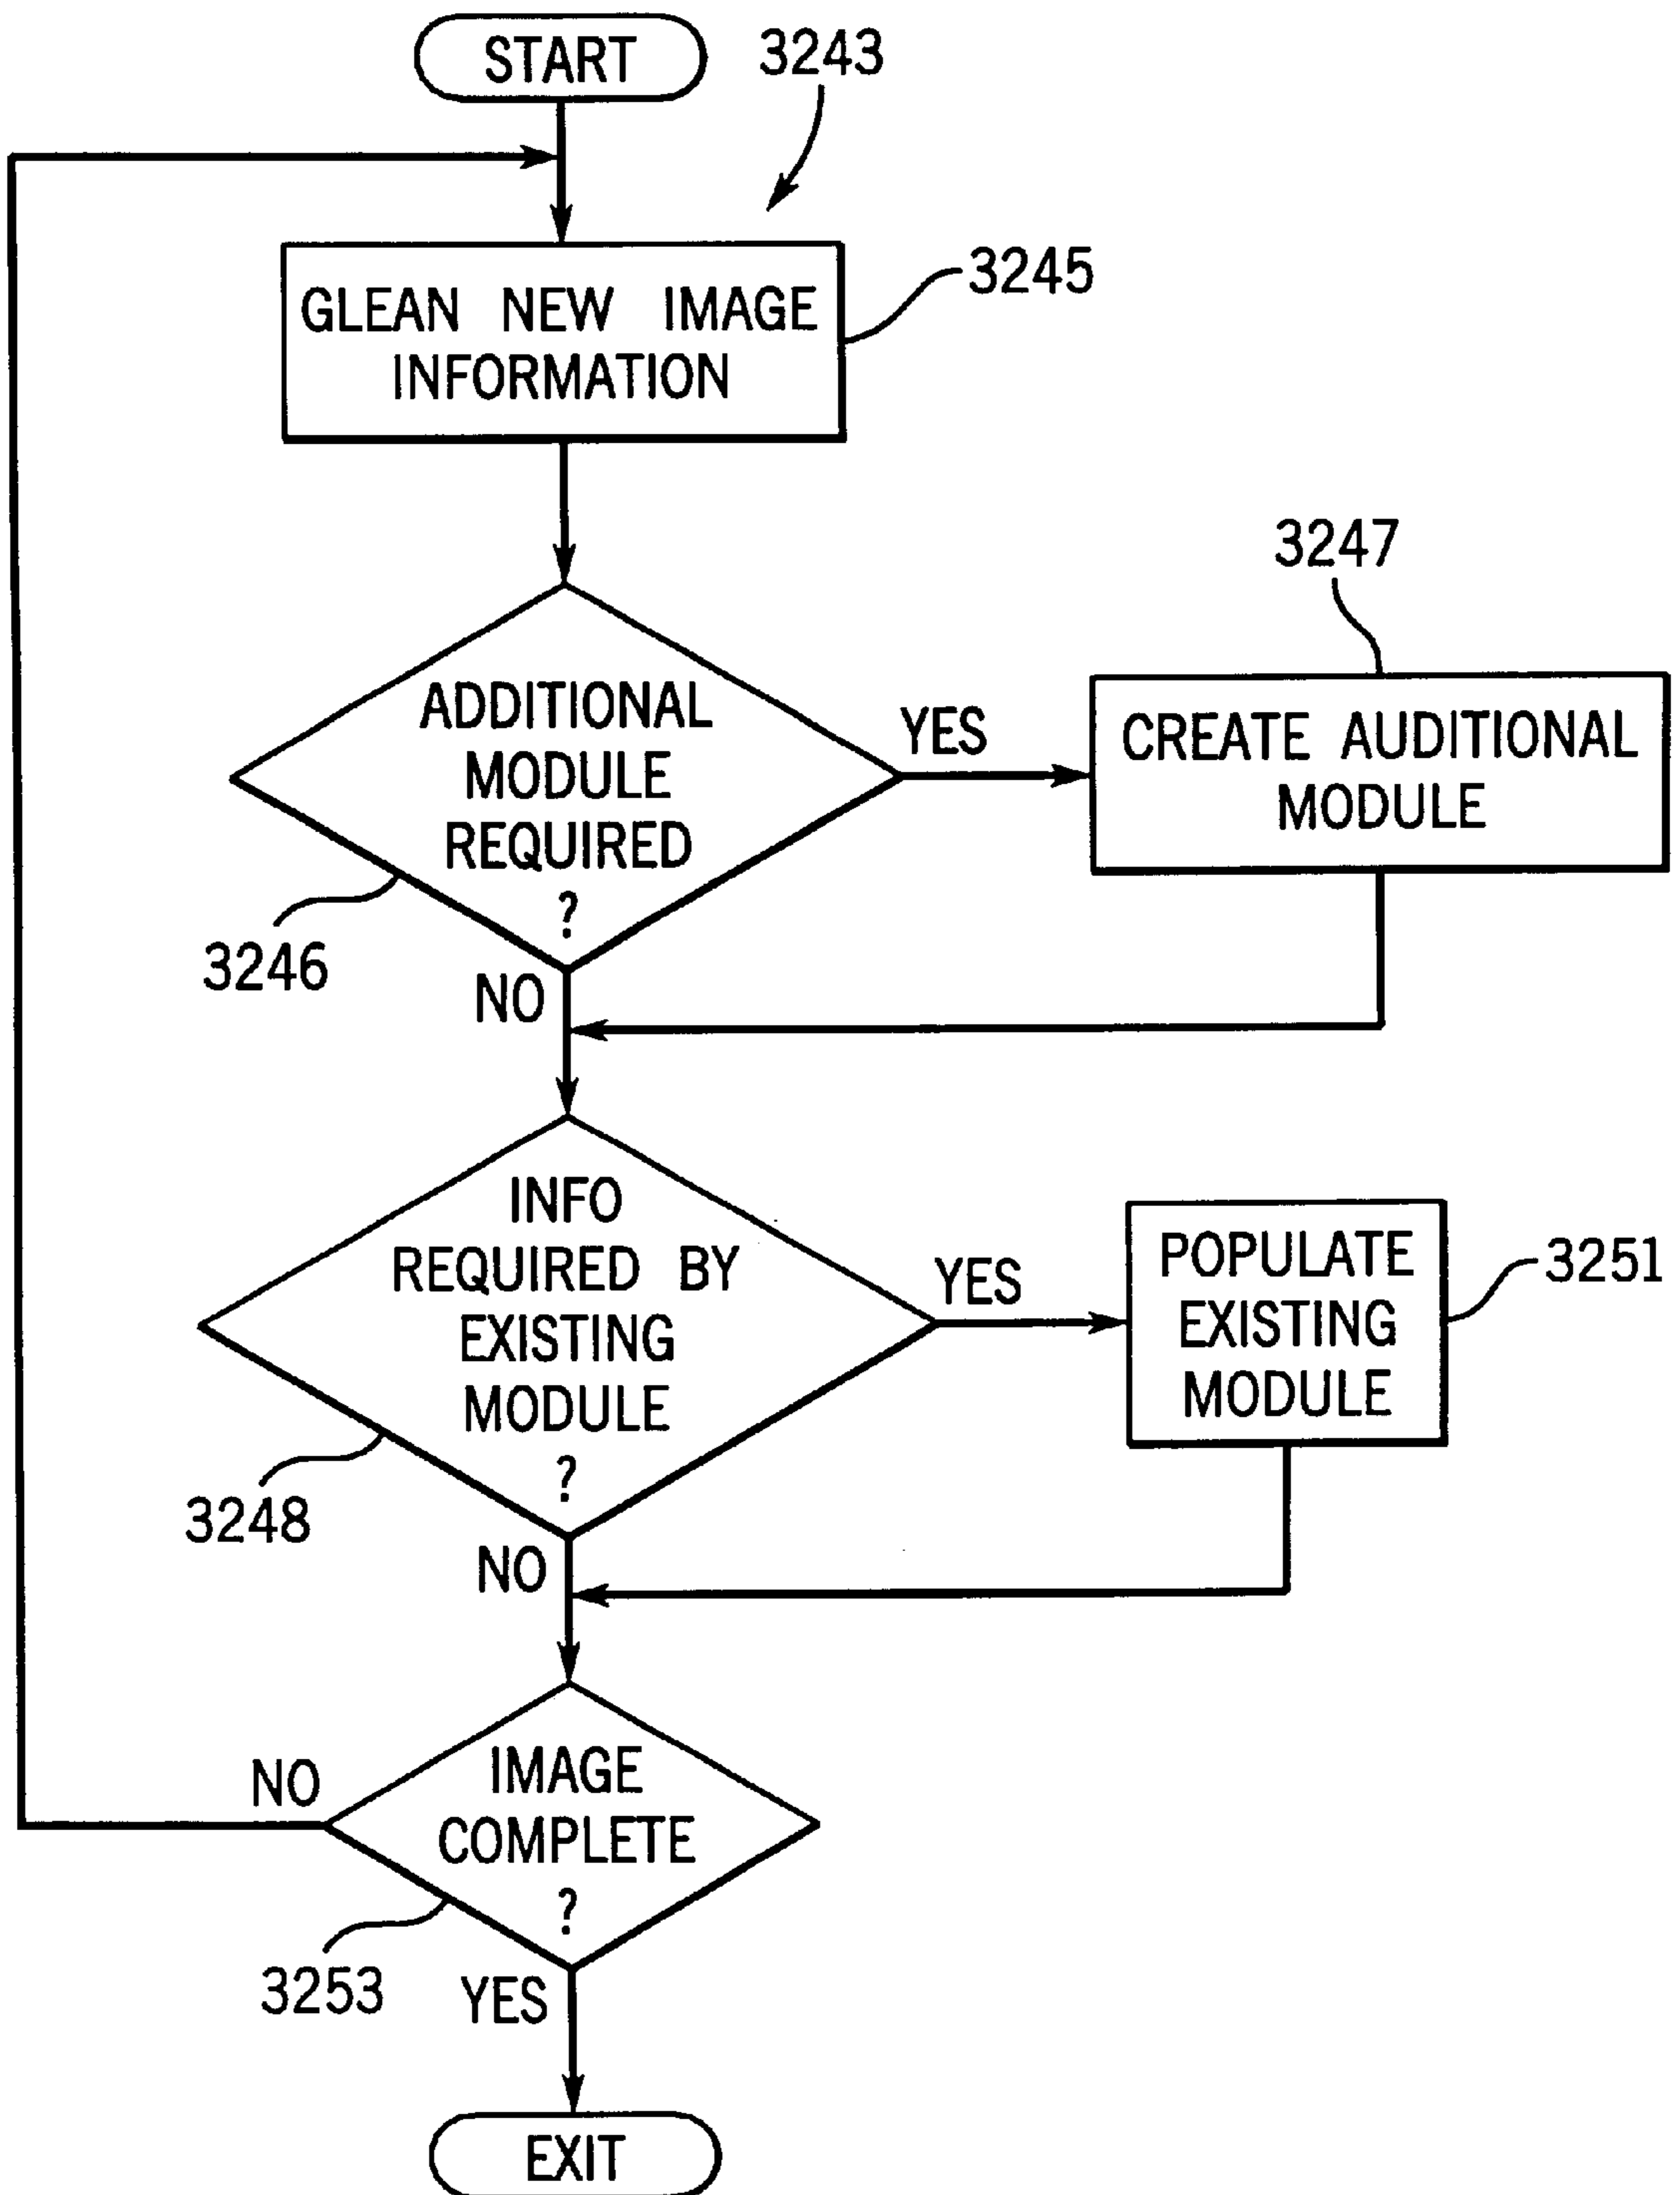 START
3243
GLEAN NEW IMAGE
INFORMATION
3245
ADDITIONAL
MODULE
REQUIRED
?
3246
YES
NO
3247
CREATE AUDITIONAL
MODULE
INFO
REQUIRED BY
EXISTING
MODULE
?
3248
YES
NO
POPULATE
EXISTING
MODULE
3251
IMAGE
COMPLETE
?
NO
3253
YES
EXIT